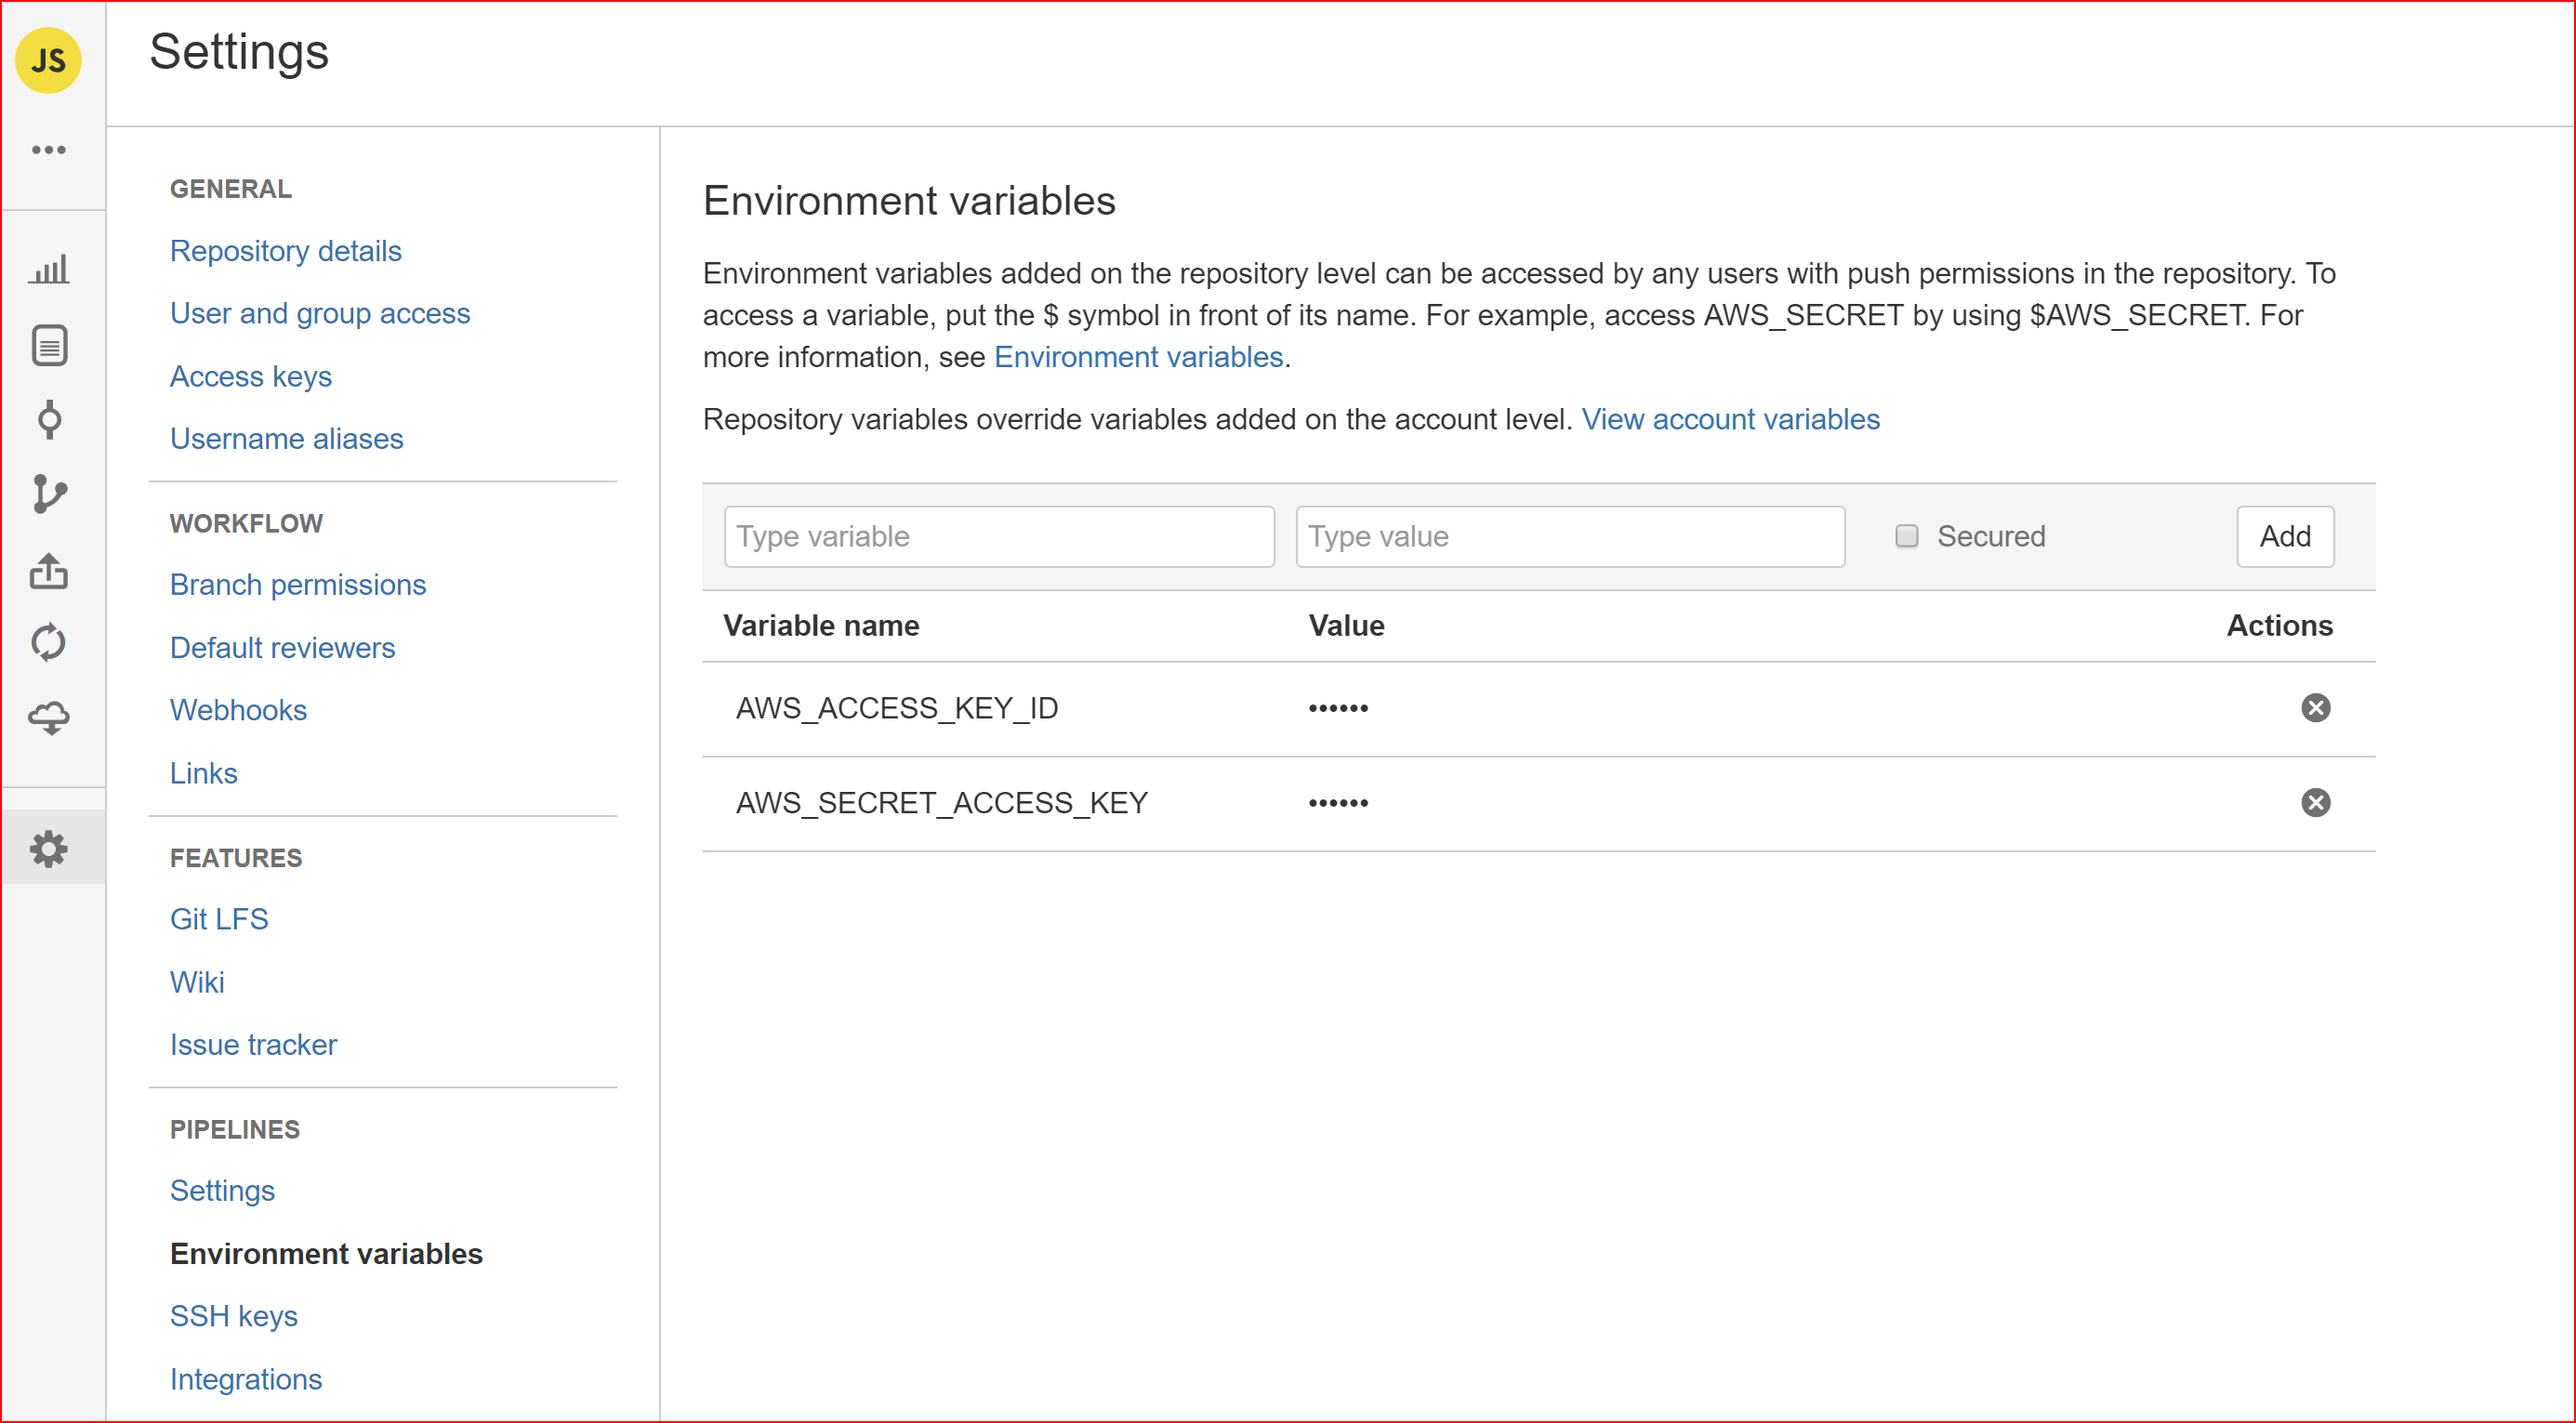 JS
Settings
GENERAL
Repository details
User and group access
Access keys
Username aliases
WORKFLOW
Branch permissions
Default reviewers
Webhooks
Links
FEATURES
Git LFS
Wiki
Issue tracker
PIPELINES
Settings
Environment variables
SSH keys
Integrations
Environment variables
Environment variables added on the repository level can be accessed by any users with push permissions in the repository. To
access a variable, put the $ symbol in front of its name. For example, access AWS_SECRET by using $AWS_SECRET. For
more information, see Environment variables.
Repository variables override variables added on the account level. View account variables
Type variable Type value Secured Add
Variable name Value Actions
AWS_ACCESS_KEY_ID ••••••
AWS_SECRET_ACCESS_KEY ••••••